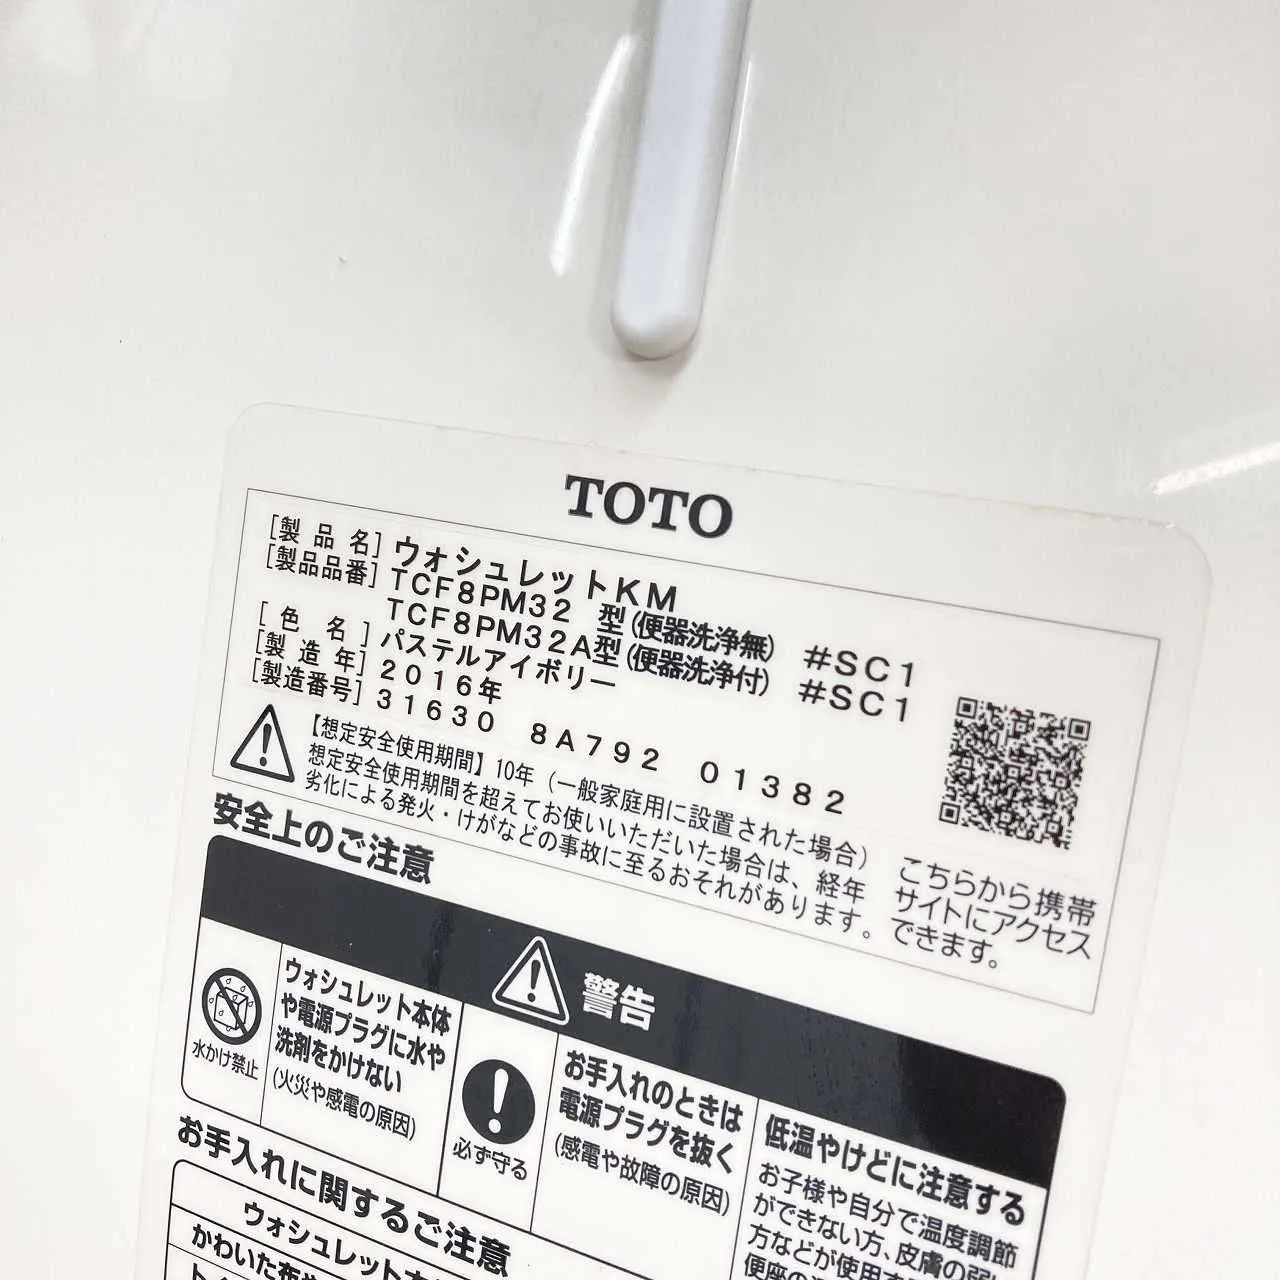 TOTO
[製品名] ウォシュレットKM
[製品品番] TCF8PM32 型(便器洗浄無) #SC1
TCF8PM32A型(便器洗浄付) #SC1
[色名] パステルアイボリー
[製造年] 2016年
[製造番号] 31630 8A792 01382
【想定安全使用期間】10年（一般家庭用に設置された場合）
想定安全使用期間を超えてお使いいただいた場合は、経年
劣化による発火・けがなどの事故に至るおそれがあります。
こちらから携帯
サイトにアクセス
できます。
安全上のご注意
警告
水かけ禁止
ウォシュレット本体
や電源プラグに水や
洗剤をかけない
(火災や感電の原因)
必ず守る
お手入れのときは
電源プラグを抜く
(感電や故障の原因)
低温やけどに注意する
お子様や自分で温度調節
ができない方、皮膚の弱い
方などが使用する
便座の
お手入れに関するご注意
ウォシュレット
かわいた布や